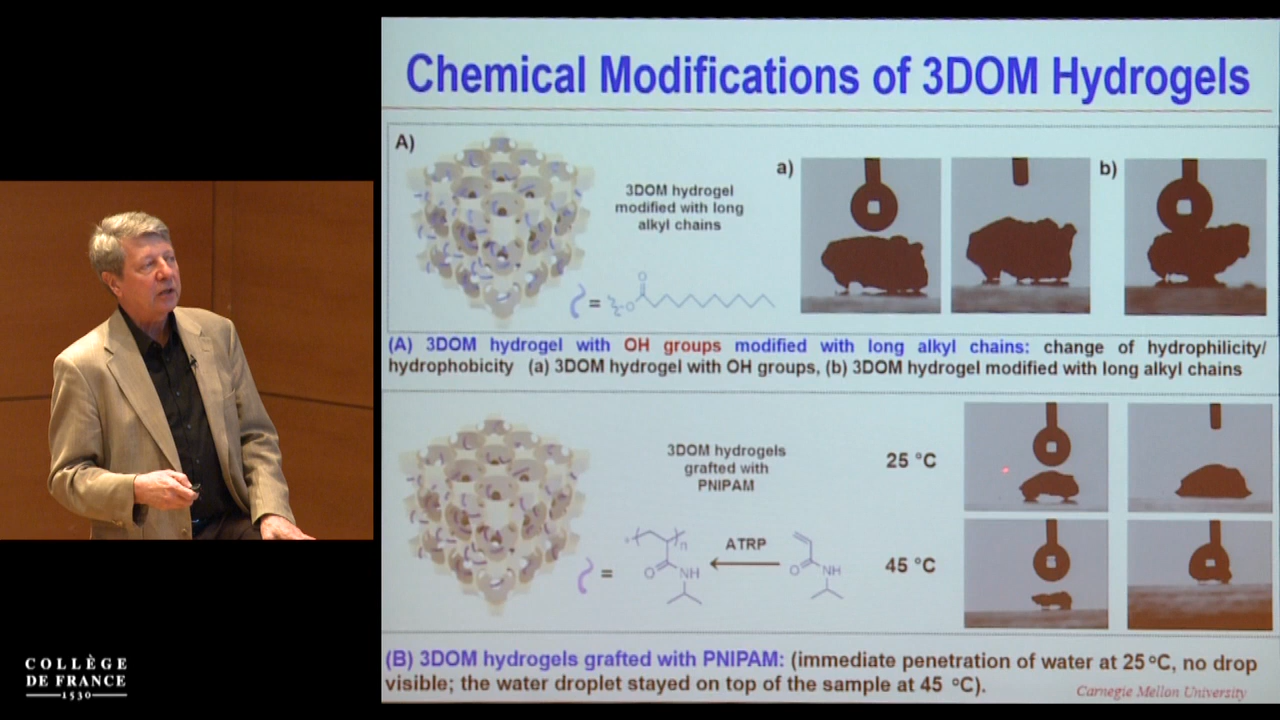 Chemical Modifications of 3DOM Hydrogels
A)
3DOM hydrogel
modified with long
alkyl chains
a)
b)
=
O
O
(A) 3DOM hydrogel with OH groups modified with long alkyl chains: change of hydrophilicity/
hydrophobicity (a) 3DOM hydrogel with OH groups, (b) 3DOM hydrogel modified with long alkyl chains
3DOM hydrogels
grafted with
PNIPAM
25 °C
=
n
O
NH
ATRP
O
NH
45 °C
(B) 3DOM hydrogels grafted with PNIPAM: (immediate penetration of water at 25 °C, no drop
visible; the water droplet stayed on top of the sample at 45 °C).
Carnegie Mellon University
COLLÈGE
DE FRANCE
1530